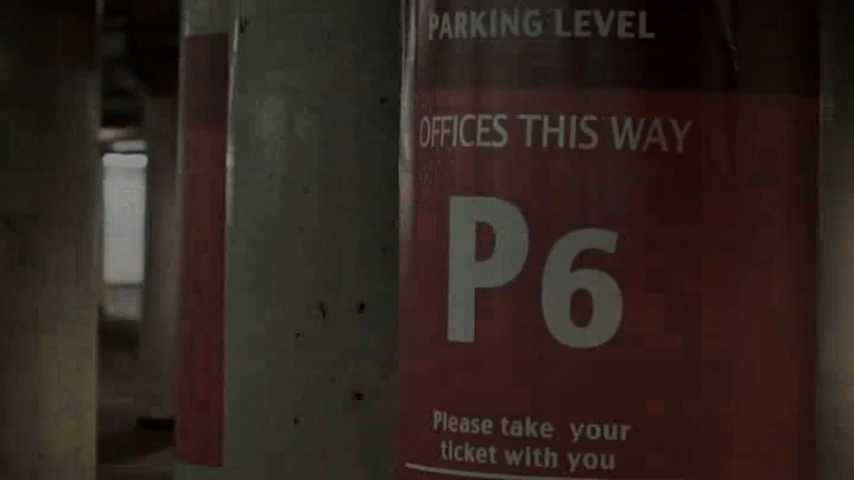 PARKING LEVEL
OFFICES THIS WAY
P6
Please take your
ticket with you